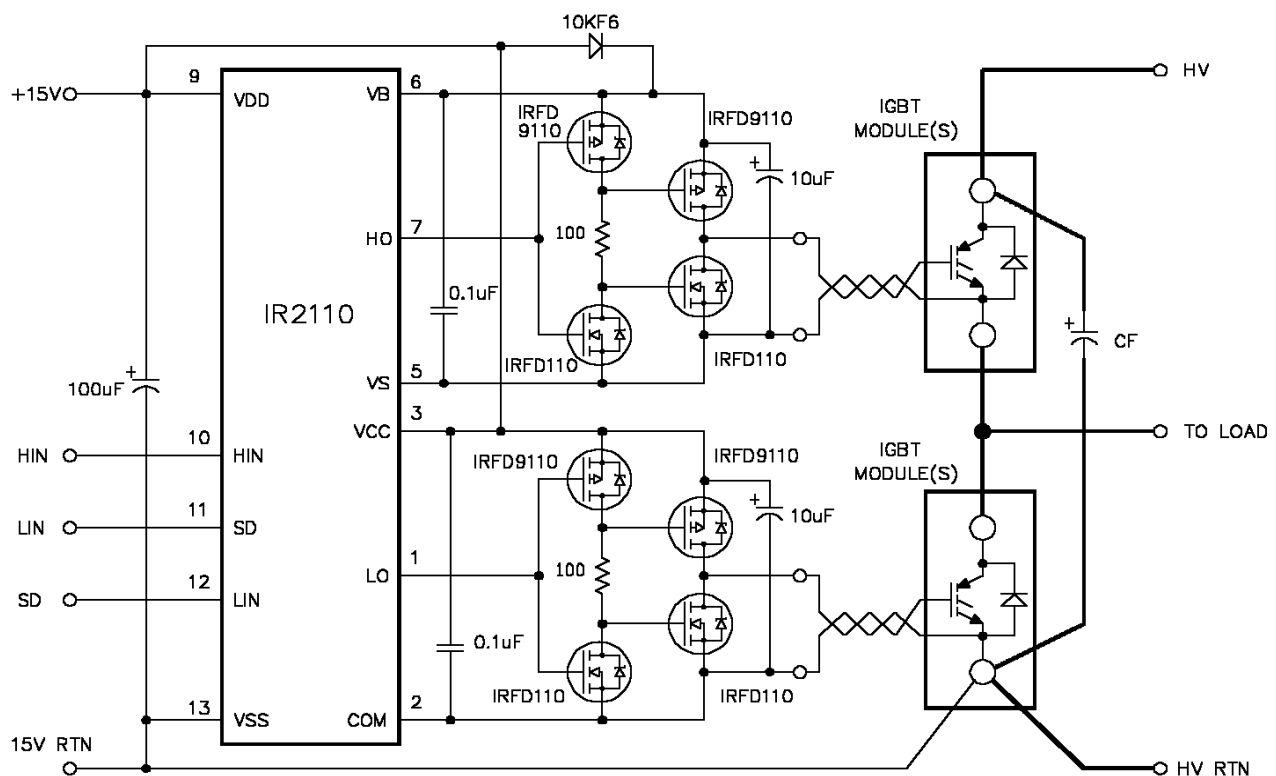 10KF6
+15V
9
VDD
VB
6
IRFD
9110
IRFD9110
+
10uF
IGBT
MODULE(S)
HV
HO
7
100
0.1uF
IR2110
IRFD110
IRFD110
+
CF
+
100uF
VS
5
VCC
3
TO LOAD
HIN
10
HIN
IRFD9110
IRFD9110
+
10uF
IGBT
MODULE(S)
LIN
11
SD
LO
1
100
SD
12
LIN
0.1uF
IRFD110
IRFD110
13
VSS
COM
2
15V RTN
HV RTN